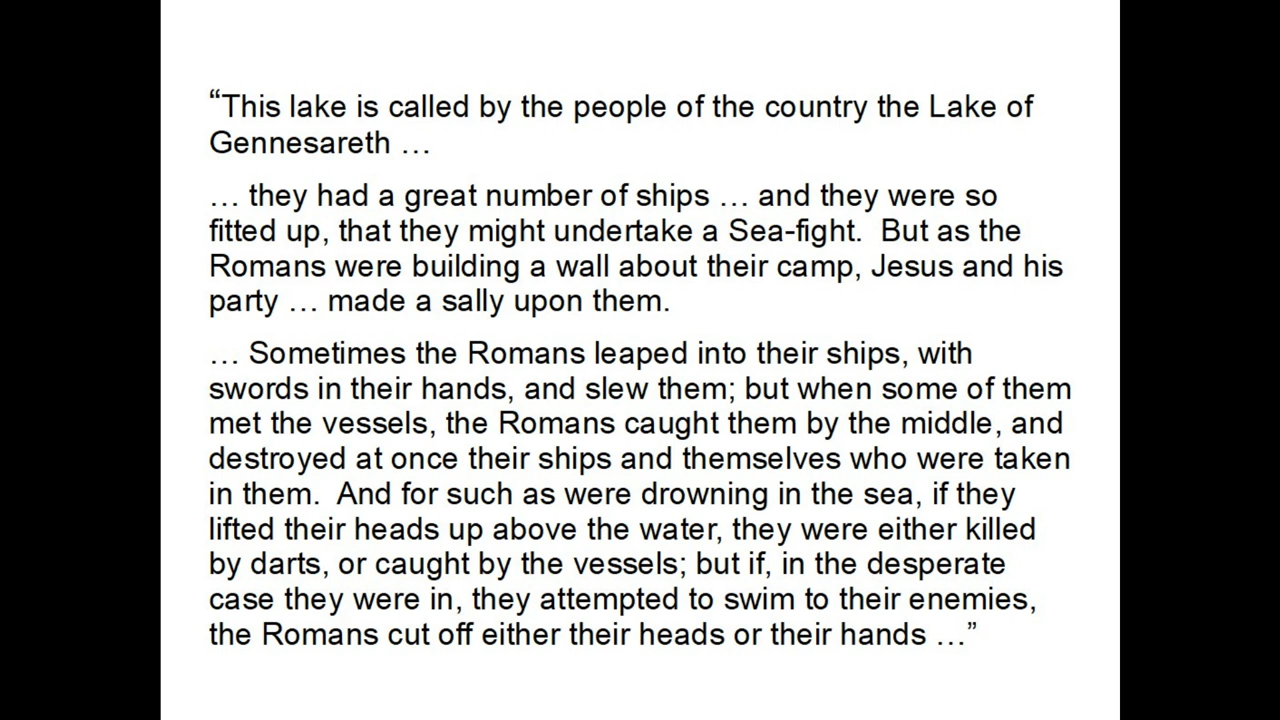 “This lake is called by the people of the country the Lake of
Gennesareth …
… they had a great number of ships … and they were so
fitted up, that they might undertake a Sea-fight.  But as the
Romans were building a wall about their camp, Jesus and his
party … made a sally upon them.
… Sometimes the Romans leaped into their ships, with
swords in their hands, and slew them; but when some of them
met the vessels, the Romans caught them by the middle, and
destroyed at once their ships and themselves who were taken
in them.  And for such as were drowning in the sea, if they
lifted their heads up above the water, they were either killed
by darts, or caught by the vessels; but if, in the desperate
case they were in, they attempted to swim to their enemies,
the Romans cut off either their heads or their hands …”